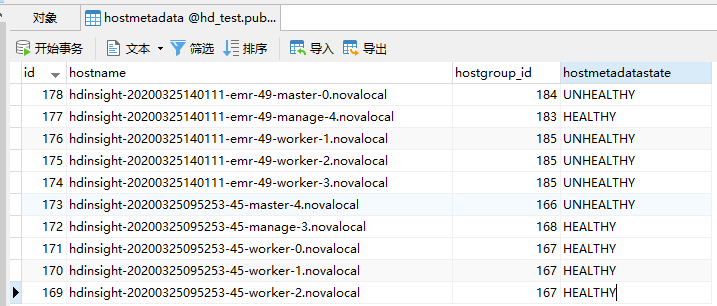 对象 hostmetadata @hd_test.pub...
开始事务 文本 筛选 排序 导入 导出
id hostname hostgroup_id hostmetadatastate
178 hdinsight-20200325140111-emr-49-master-0.novalocal 184 UNHEALTHY
177 hdinsight-20200325140111-emr-49-manage-4.novalocal 183 HEALTHY
176 hdinsight-20200325140111-emr-49-worker-1.novalocal 185 UNHEALTHY
175 hdinsight-20200325140111-emr-49-worker-2.novalocal 185 UNHEALTHY
174 hdinsight-20200325140111-emr-49-worker-3.novalocal 185 UNHEALTHY
173 hdinsight-20200325095253-45-master-4.novalocal 166 UNHEALTHY
172 hdinsight-20200325095253-45-manage-3.novalocal 168 HEALTHY
171 hdinsight-20200325095253-45-worker-0.novalocal 167 HEALTHY
170 hdinsight-20200325095253-45-worker-1.novalocal 167 HEALTHY
169 hdinsight-20200325095253-45-worker-2.novalocal 167 HEALTHY